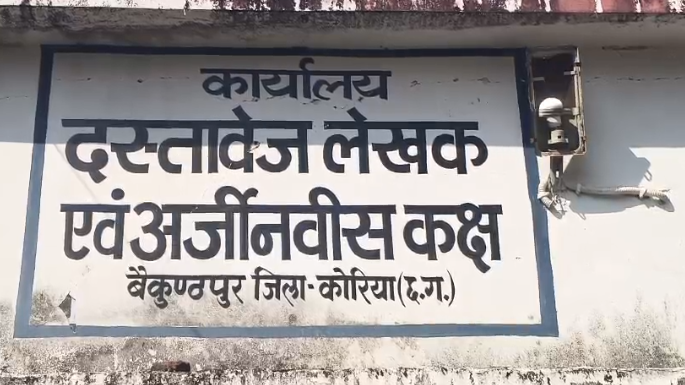 कार्यालय
दस्तावेज लेखक
एवं अर्जीनवीस कक्ष
बैकुण्ठपुर जिला-कोरिया(छ.ग.)